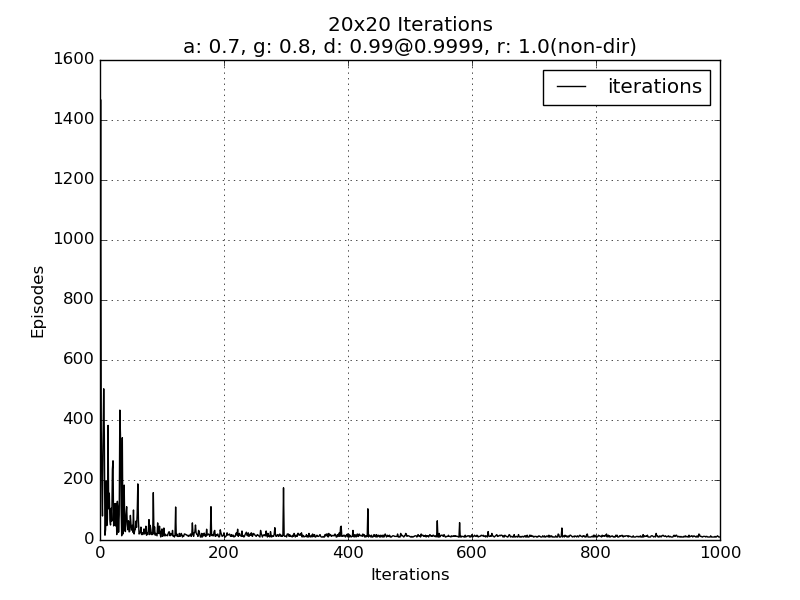 20x20 Iterations
a: 0.7, g: 0.8, d: 0.99@0.9999, r: 1.0(non-dir)
1600
iterations
1400
1200
1000
Episodes
800
600
400
200
0
0 200 400 600 800 1000
Iterations